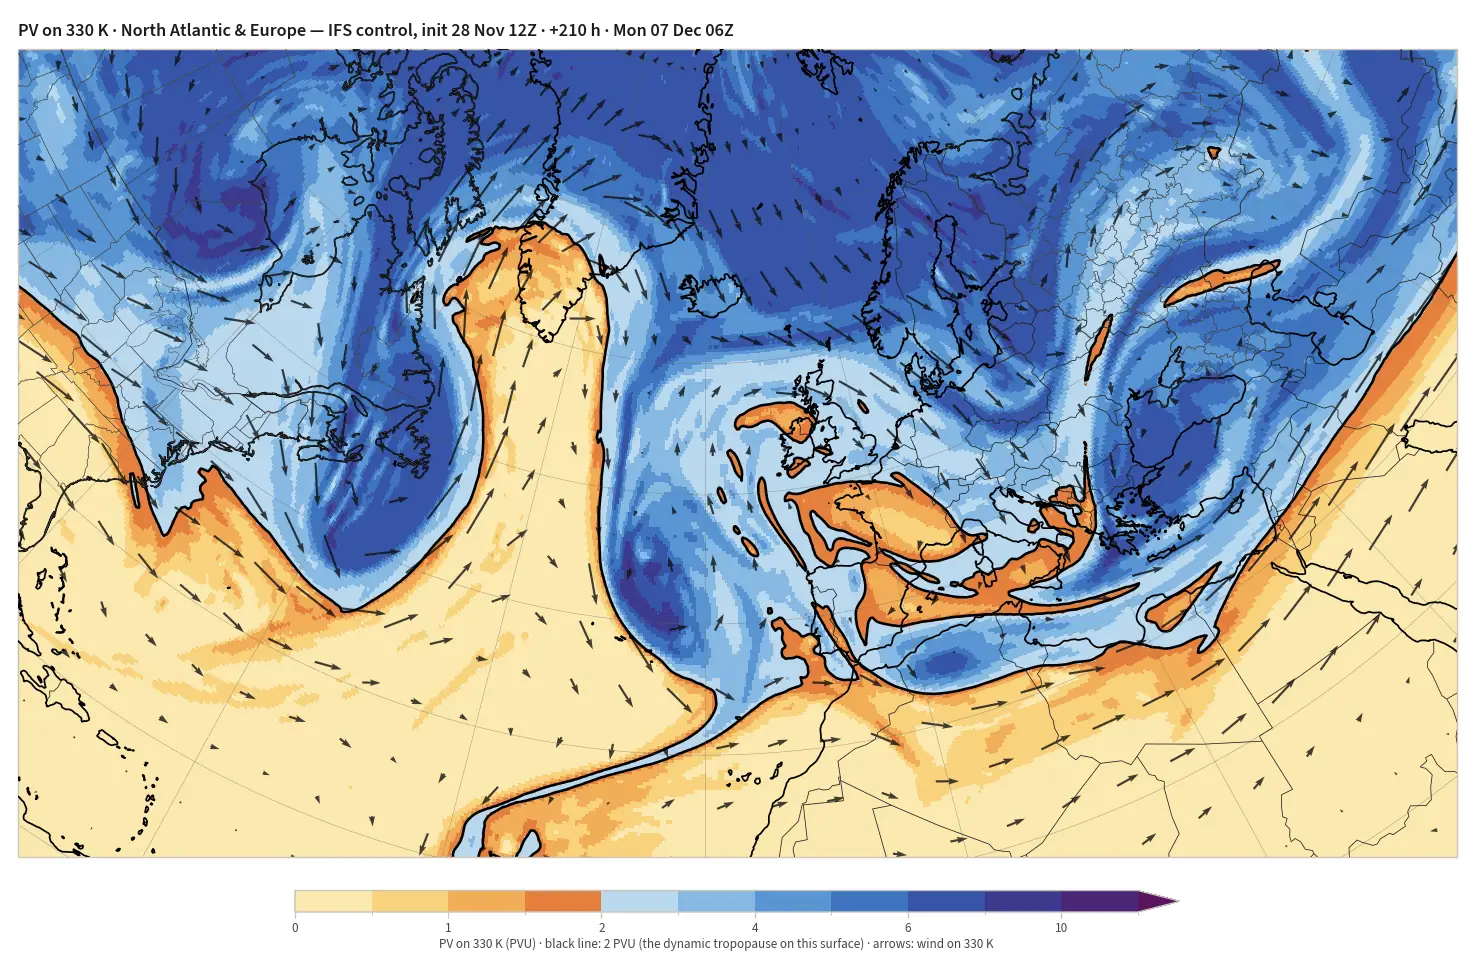 PV on 330 K · North Atlantic & Europe — IFS control, init 28 Nov 12Z · +210 h · Mon 07 Dec 06Z
0 1 2 4 6 10
PV on 330 K (PVU) · black line: 2 PVU (the dynamic tropopause on this surface) · arrows: wind on 330 K